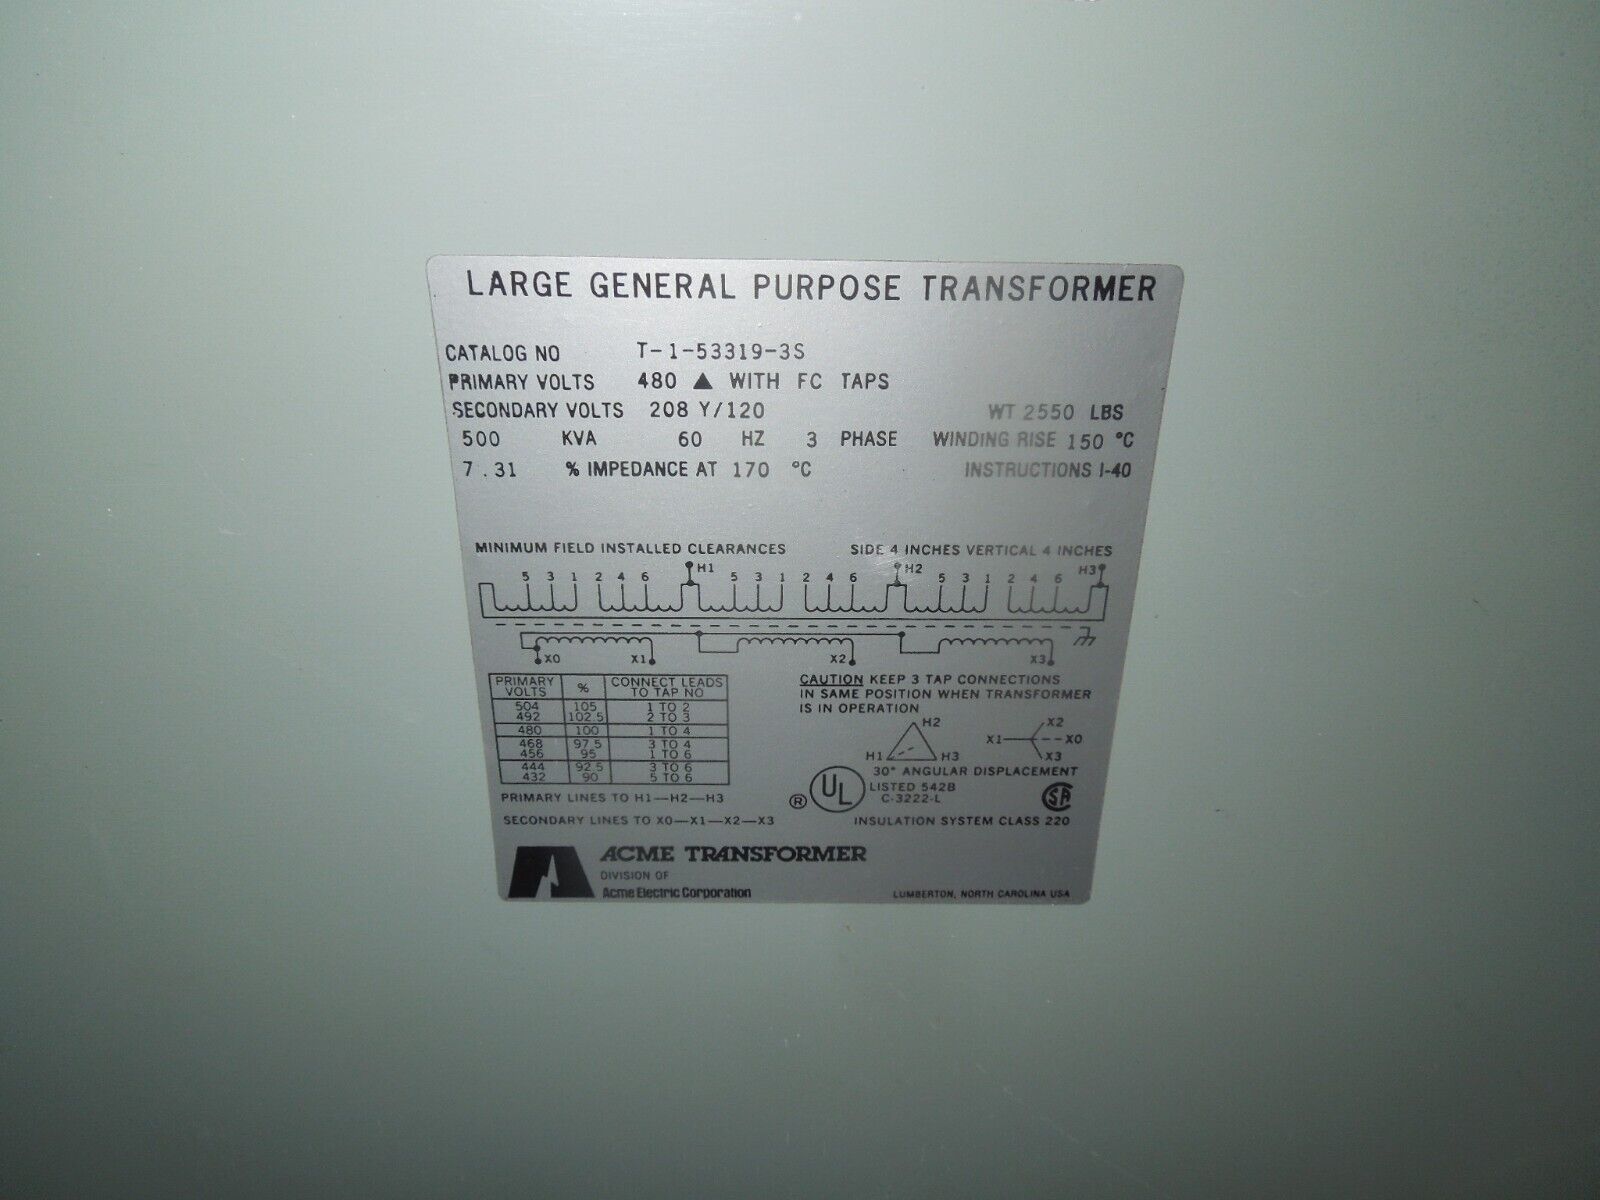 LARGE GENERAL PURPOSE TRANSFORMER
CATALOG NO T-1-53319-3S
PRIMARY VOLTS 480 ▲ WITH FC TAPS
SECONDARY VOLTS 208 Y/120 WT 2550 LBS
500 KVA 60 HZ 3 PHASE WINDING RISE 150 °C
7.31 % IMPEDANCE AT 170 °C INSTRUCTIONS I-40
MINIMUM FIELD INSTALLED CLEARANCES SIDE 4 INCHES VERTICAL 4 INCHES
5 3 1 2 4 6 H1 5 3 1 2 4 6 H2 5 3 1 2 4 6 H3
X0 X1 X2 X3
PRIMARY VOLTS % CONNECT LEADS TO TAP NO
504 105 1 TO 2
492 102.5 2 TO 3
480 100 1 TO 4
468 97.5 3 TO 4
456 95 1 TO 6
444 92.5 3 TO 6
432 90 5 TO 6
PRIMARY LINES TO H1—H2—H3
SECONDARY LINES TO X0—X1—X2—X3
CAUTION KEEP 3 TAP CONNECTIONS
IN SAME POSITION WHEN TRANSFORMER
IS IN OPERATION
H2 X2
H1 H3 X1 X0
X3
30° ANGULAR DISPLACEMENT
® UL LISTED 542B
C-3222-L
SA
INSULATION SYSTEM CLASS 220
ACME TRANSFORMER
DIVISION OF
Acme Electric Corporation
LUMBERTON, NORTH CAROLINA USA